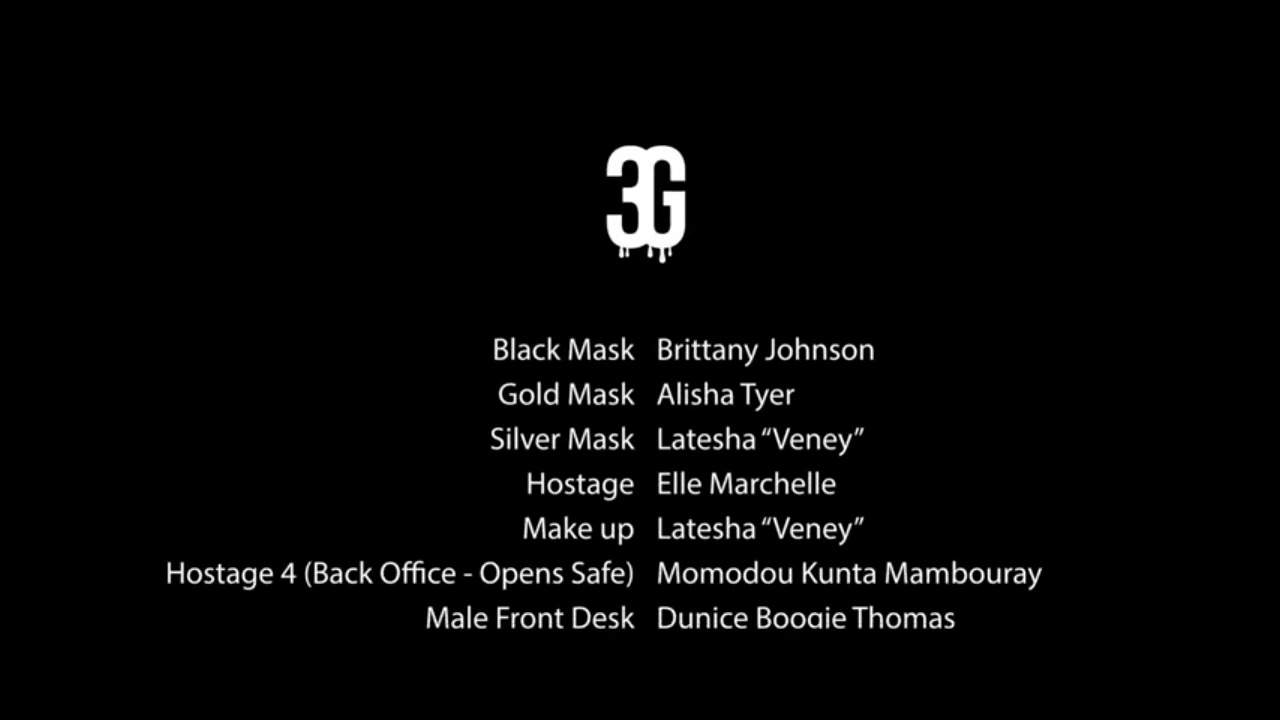 3G
Black Mask Brittany Johnson
Gold Mask Alisha Tyer
Silver Mask Latesha “Veney”
Hostage Elle Marchelle
Make up Latesha “Veney”
Hostage 4 (Back Office - Opens Safe) Momodou Kunta Mambouray
Male Front Desk Dunice Boogie Thomas